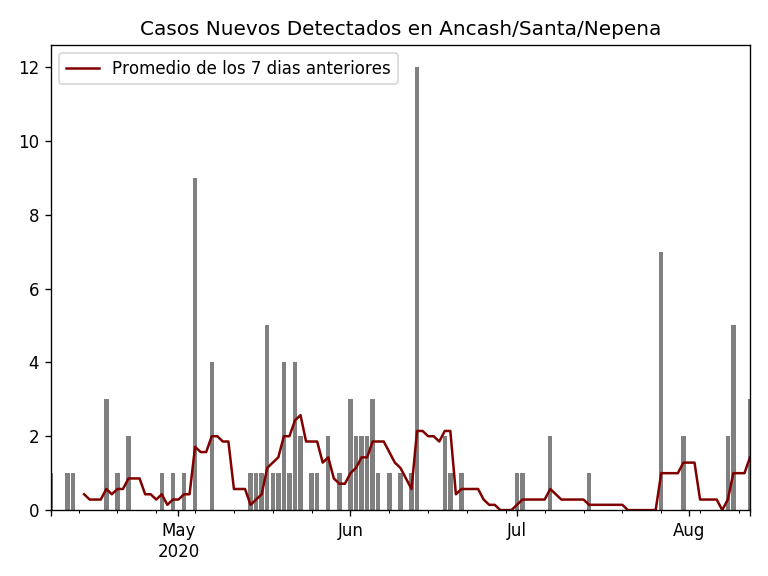 Casos Nuevos Detectados en Ancash/Santa/Nepena
Promedio de los 7 dias anteriores
12
10
8
6
4
2
0
May Jun Jul Aug
2020